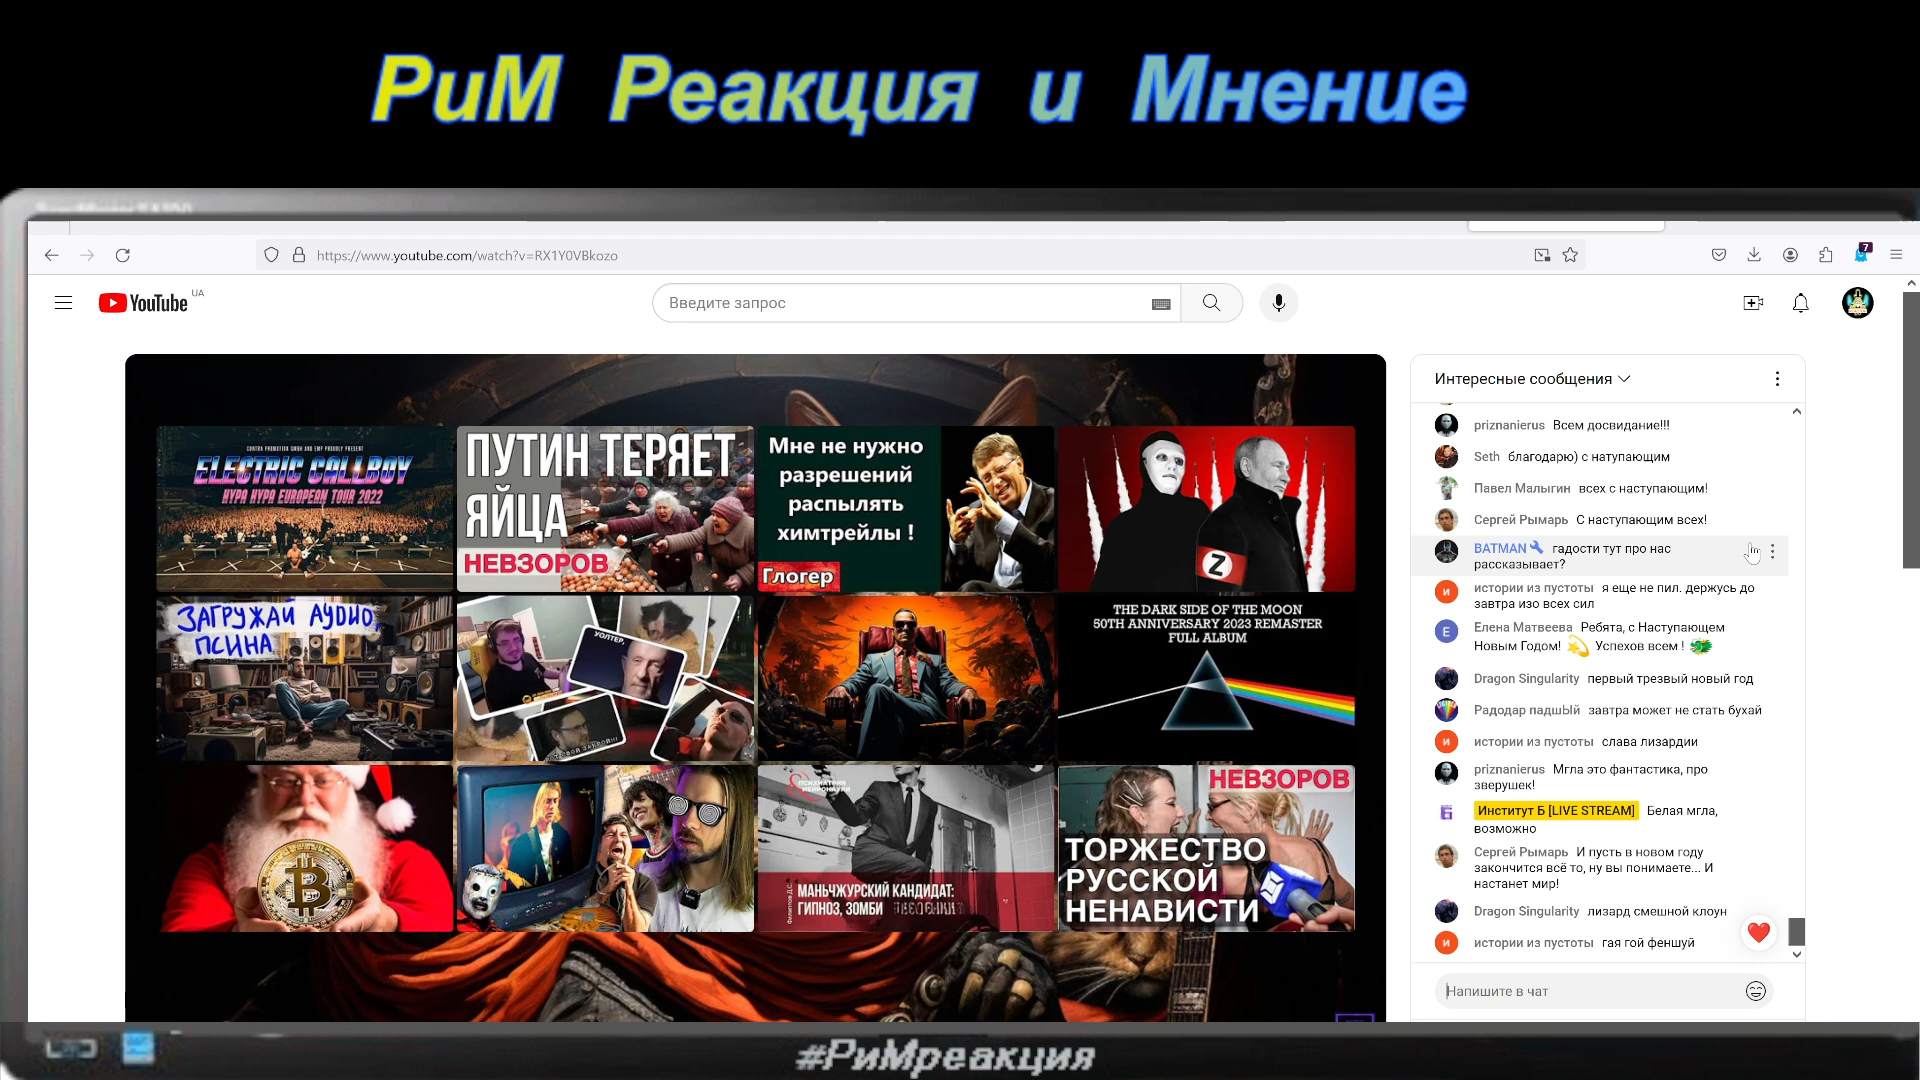 РиМ Реакция и Мнение
https://www.youtube.com/watch?v=RX1Y0VBkozo
7
YouTube
UA
Введите запрос
ELECTRIC CALLBOY
HYPA HYPA EUROPEAN TOUR 2022
ПУТИН ТЕРЯЕТ
ЯЙЦА
НЕВЗОРОВ
Мне не нужно
разрешений
распылять
химтрейлы !
Глогер
Z
ЗАГРУЖАЙ АУДИО,
ПСИНА
УОЛТЕР,
THE DARK SIDE OF THE MOON
50TH ANNIVERSARY 2023 REMASTER
FULL ALBUM
МАНЬЧЖУРСКИЙ КАНДИДАТ:
ГИПНОЗ, ЗОМБИ
НЕВЗОРОВ
ТОРЖЕСТВО
РУССКОЙ
НЕНАВИСТИ
Интересные сообщения
priznanierus Всем досвидание!!!
Seth благодарю) с натупающим
Павел Малыгин всех с наступающим!
Сергей Рымарь С наступающим всех!
BATMAN гадости тут про нас
рассказывает?
истории из пустоты я еще не пил. держусь до
завтра изо всех сил
Елена Матвеева Ребята, с Наступающем
Новым Годом! Успехов всем !
Dragon Singularity первый трезвый новый год
Радодар падшЫй завтра может не стать бухай
истории из пустоты слава лизардии
priznanierus Мгла это фантастика, про
зверушек!
Институт Б [LIVE STREAM] Белая мгла,
возможно
Сергей Рымарь И пусть в новом году
закончится всё то, ну вы понимаете... И
настанет мир!
Dragon Singularity лизард смешной клоун
истории из пустоты гая гой феншуй
Напишите в чат
#РиМреакция